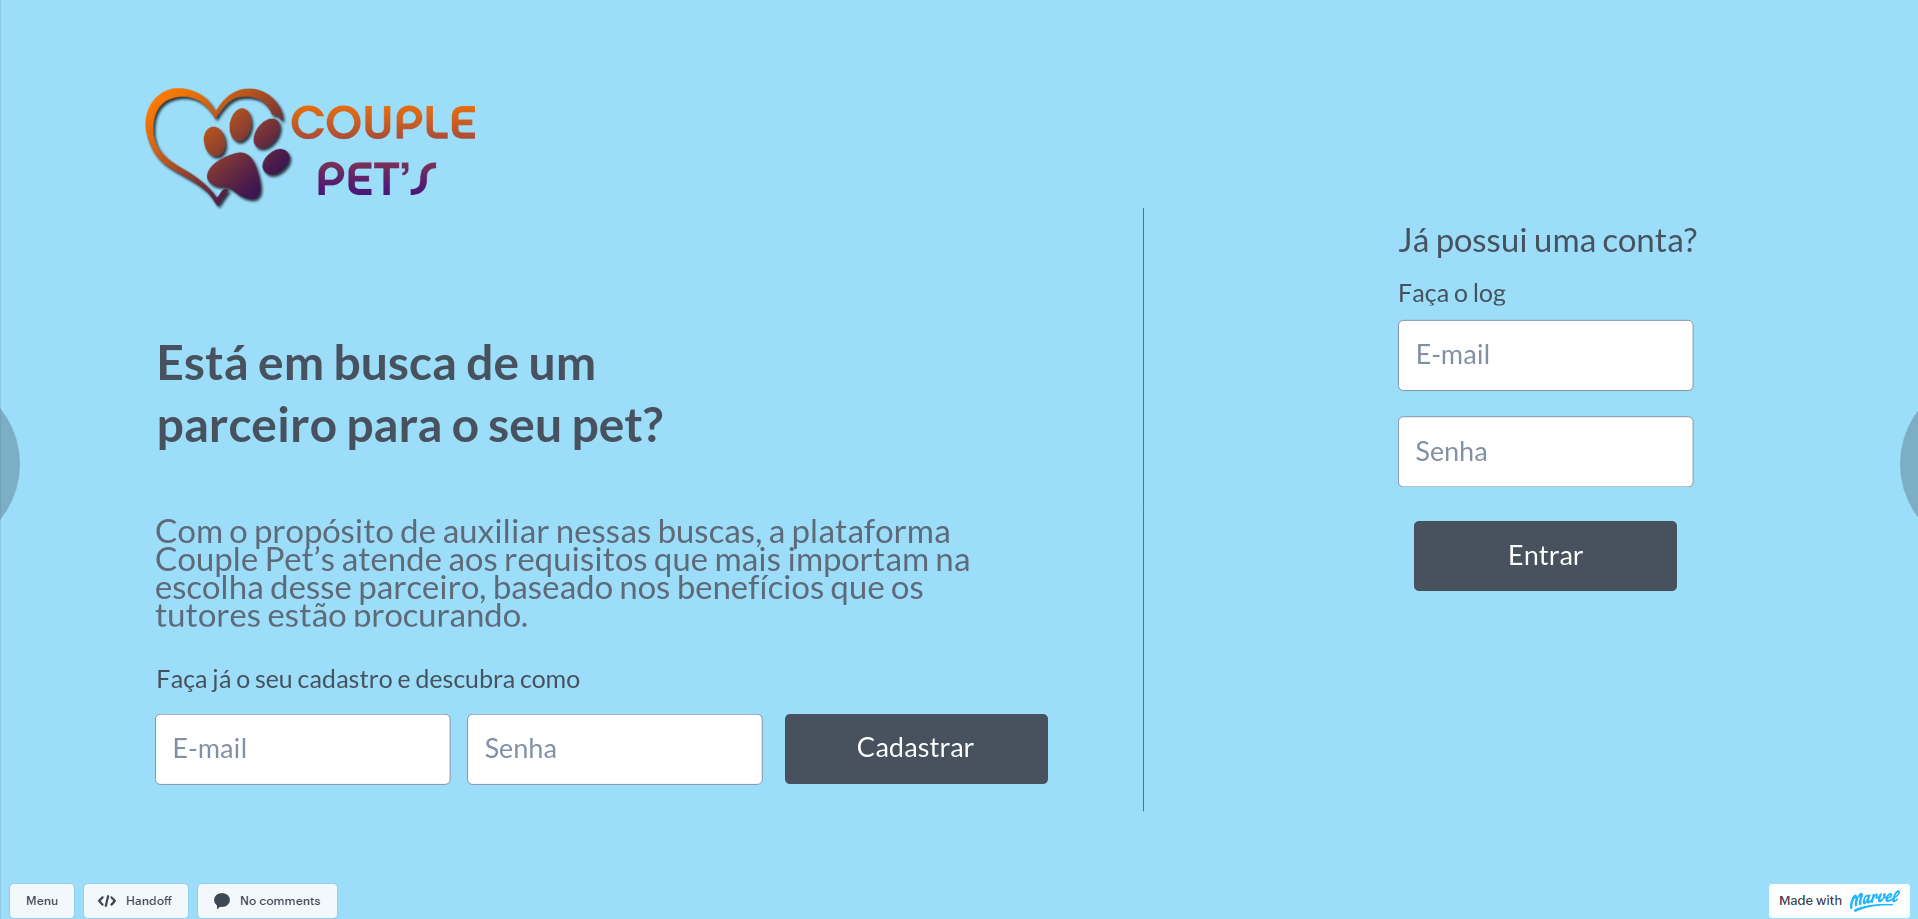 COUPLE
PET'S
Está em busca de um
parceiro para o seu pet?
Com o propósito de auxiliar nessas buscas, a plataforma
Couple Pet's atende aos requisitos que mais importam na
escolha desse parceiro, baseado nos benefícios que os
tutores estão procurando.
Faça já o seu cadastro e descubra como
E-mail
Senha
Cadastrar
Já possui uma conta?
Faça o log
E-mail
Senha
Entrar
Menu
Handoff
No comments
Made with Marvel